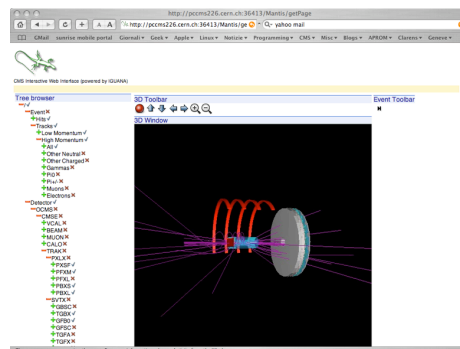 http://pccms226.cern.ch:36413/Mantis/getPage
A A http://pccms226.cern.ch:36413/Mantis/ge Q- yahoo mail
GMail sunrise mobile portal Giornali Geek Apple Linux Notizie Programming CMS Misc Blogs APROM Clarens Geneve
CMS Interactive Web Interface (powered by IGUANA)
Tree browser 3D Toolbar Event Toolbar
3D Window
/√
Event✖
Hits √
Tracks√
Low Momentum √
High Momentum √
All √
Other Neutral✖
Other Charged✖
Gammas✖
Pi0✖
Pi+/-✖
Muons✖
Electrons✖
Detector√
OCMS✖
CMSE✖
VCAL✖
BEAM✖
MUON✖
CALO✖
TRAK✖
PXLX✖
PXSF√
PFXM√
PFXL✖
PBXS√
PBXL√
SVTX✖
GBSC✖
TGBX√
GFB0√
GFSC✖
TGFA✖
TGFX✖